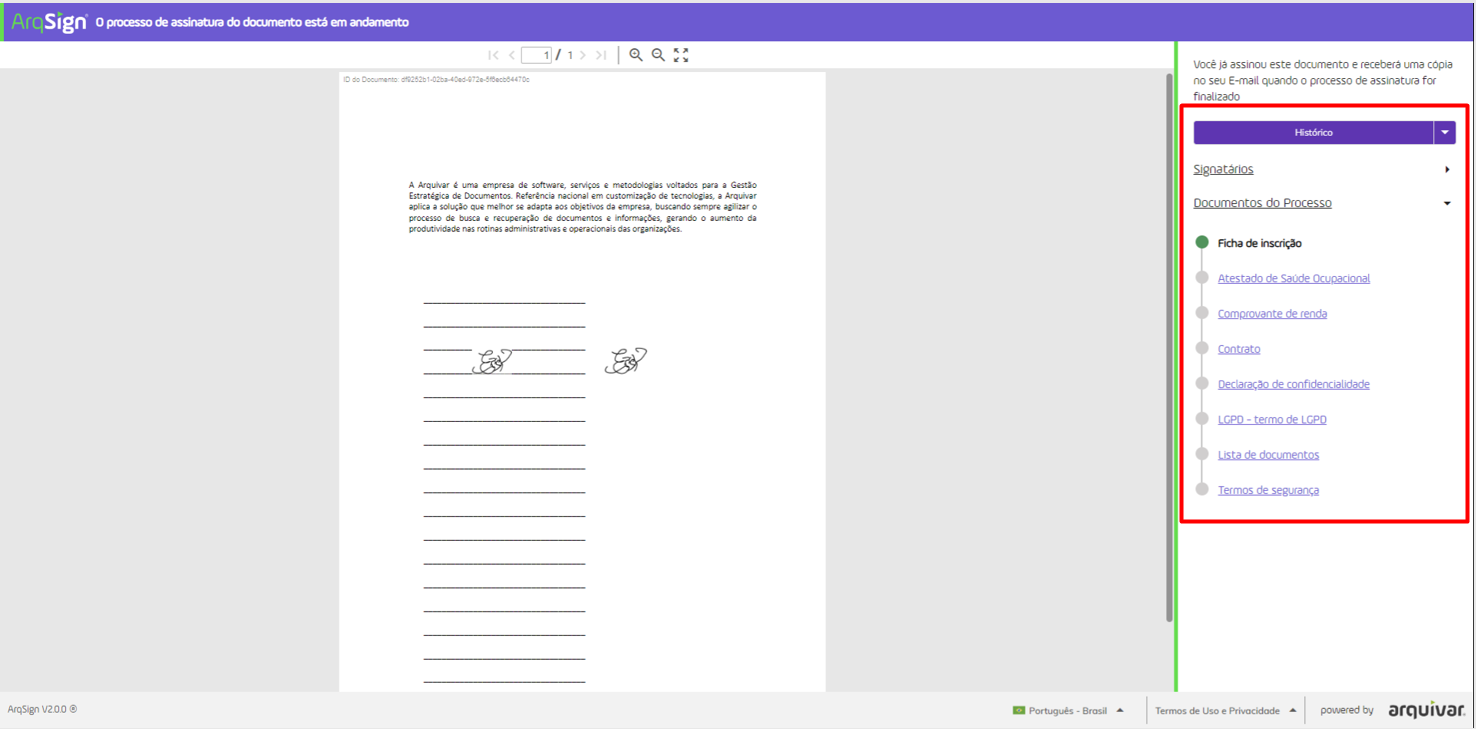 ArqSign® O processo de assinatura do documento está em andamento
1 / 1
ID do Documento: df9262b1-02ba-40ed-972e-5f8ecb64470c
A Arquivar é uma empresa de software, serviços e metodologias voltados para a Gestão
Estratégica de Documentos. Referência nacional em customização de tecnologias, a Arquivar
aplica a solução que melhor se adapta aos objetivos da empresa, buscando sempre agilizar o
processo de busca e recuperação de documentos e informações, gerando o aumento da
produtividade nas rotinas administrativas e operacionais das organizações.
Você já assinou este documento e receberá uma cópia
no seu E-mail quando o processo de assinatura for
finalizado
Histórico
Signatários
Documentos do Processo
Ficha de inscrição
Atestado de Saúde Ocupacional
Comprovante de renda
Contrato
Declaração de confidencialidade
LGPD - termo de LGPD
Lista de documentos
Termos de segurança
ArqSign V2.0.0 ®
Português - Brasil
Termos de Uso e Privacidade
powered by arquivar.